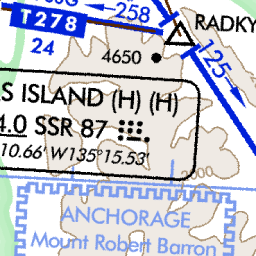 258
RADKY
T278
24
4650
125
S ISLAND (H) (H)
4.0 SSR 87
10.66' W135°15.53'
ANCHORAGE
Mount Robert Barron